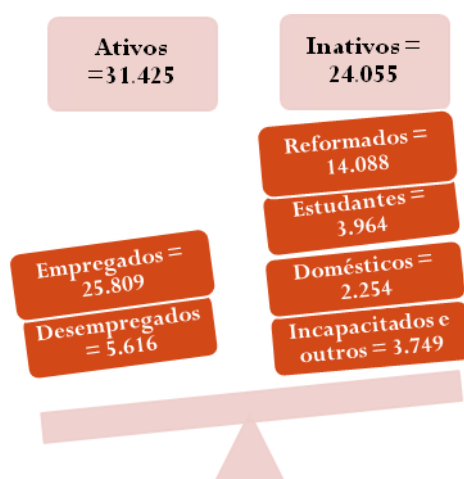 Ativos
=31.425
Inativos =
24.055
Reformados =
14.088
Estudantes =
3.964
Domésticos =
2.254
Incapacitados e
outros = 3.749
Empregados =
25.809
Desempregados
= 5.616